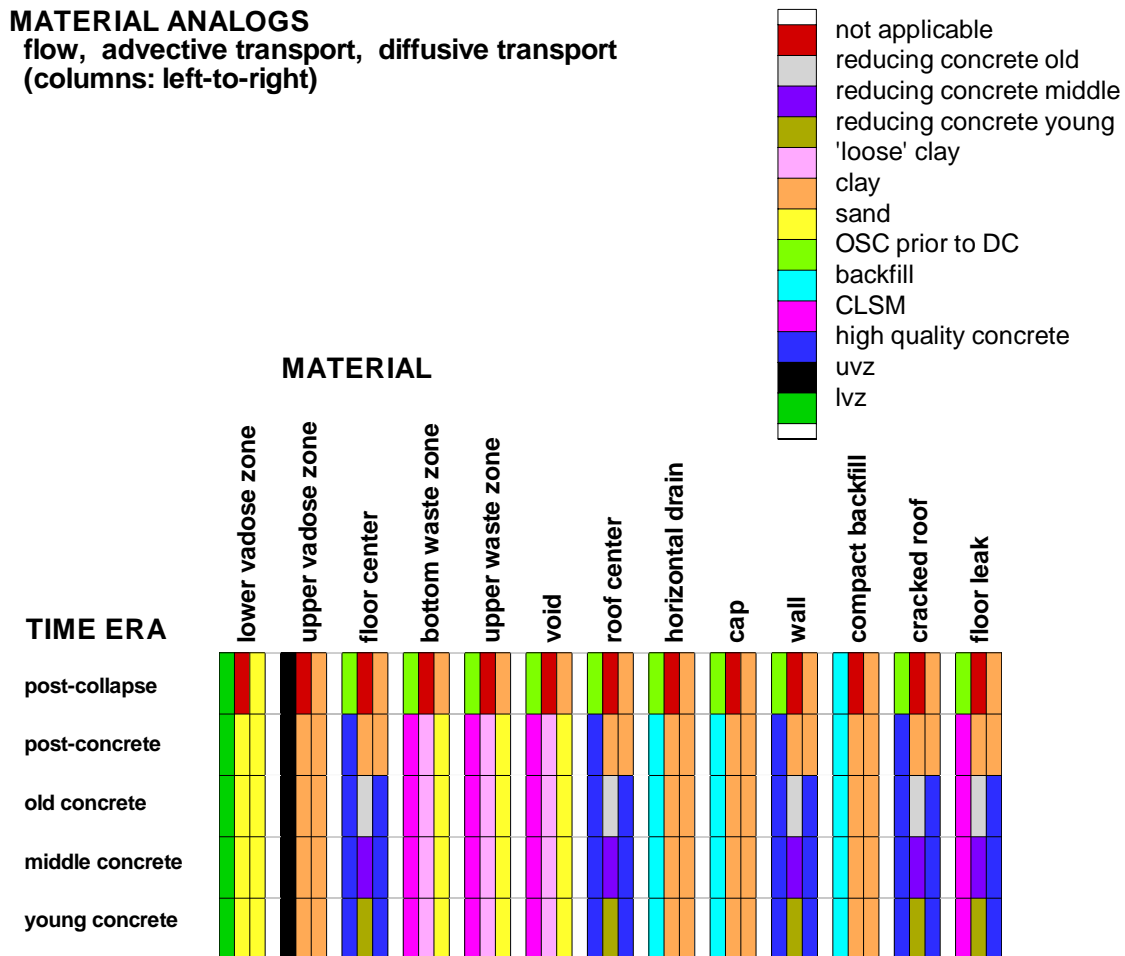 MATERIAL ANALOGS
flow, advective transport, diffusive transport
(columns: left-to-right)
not applicable
reducing concrete old
reducing concrete middle
reducing concrete young
'loose' clay
clay
sand
OSC prior to DC
backfill
CLSM
high quality concrete
uvz
lvz
MATERIAL
lower vadose zone
upper vadose zone
floor center
bottom waste zone
upper waste zone
void
roof center
horizontal drain
cap
wall
compact backfill
cracked roof
floor leak
TIME ERA
post-collapse
post-concrete
old concrete
middle concrete
young concrete